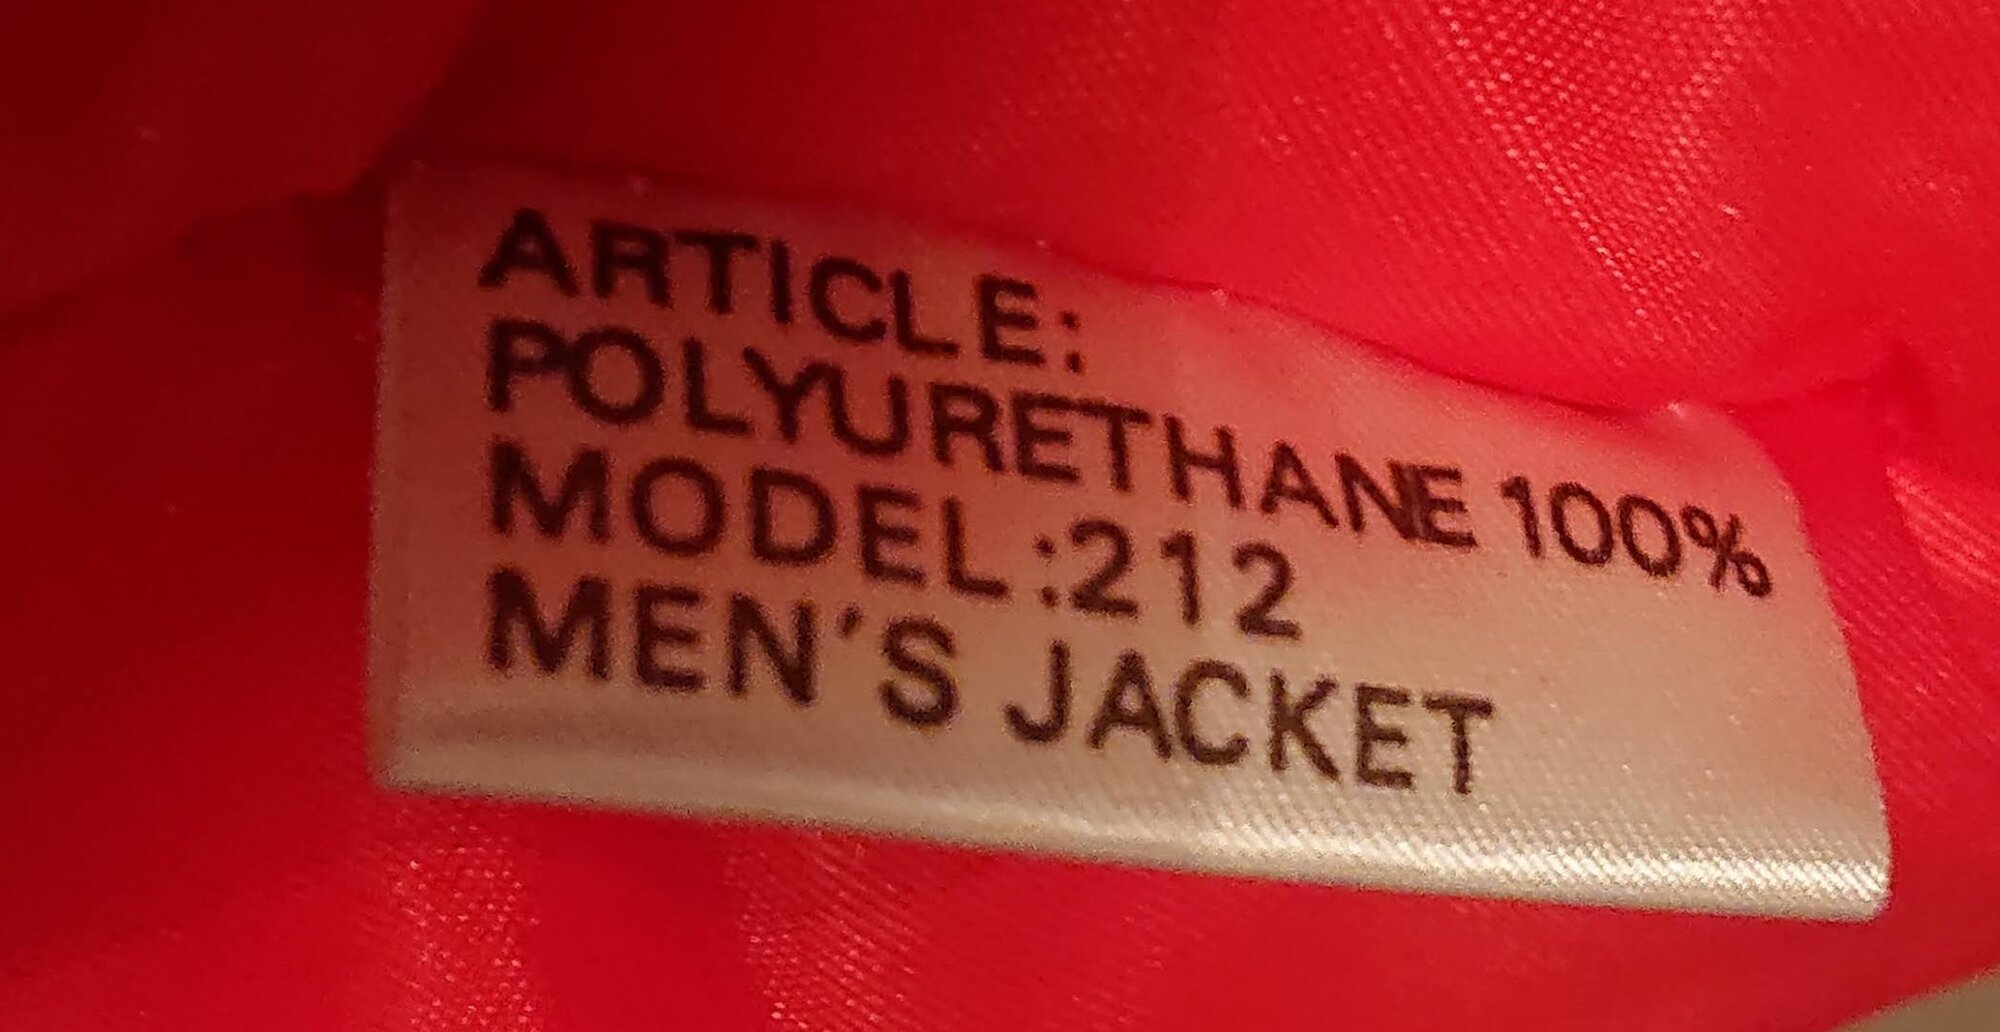 ARTICLE:
POLYURETHANE 100%
MODEL:212
MEN'S JACKET